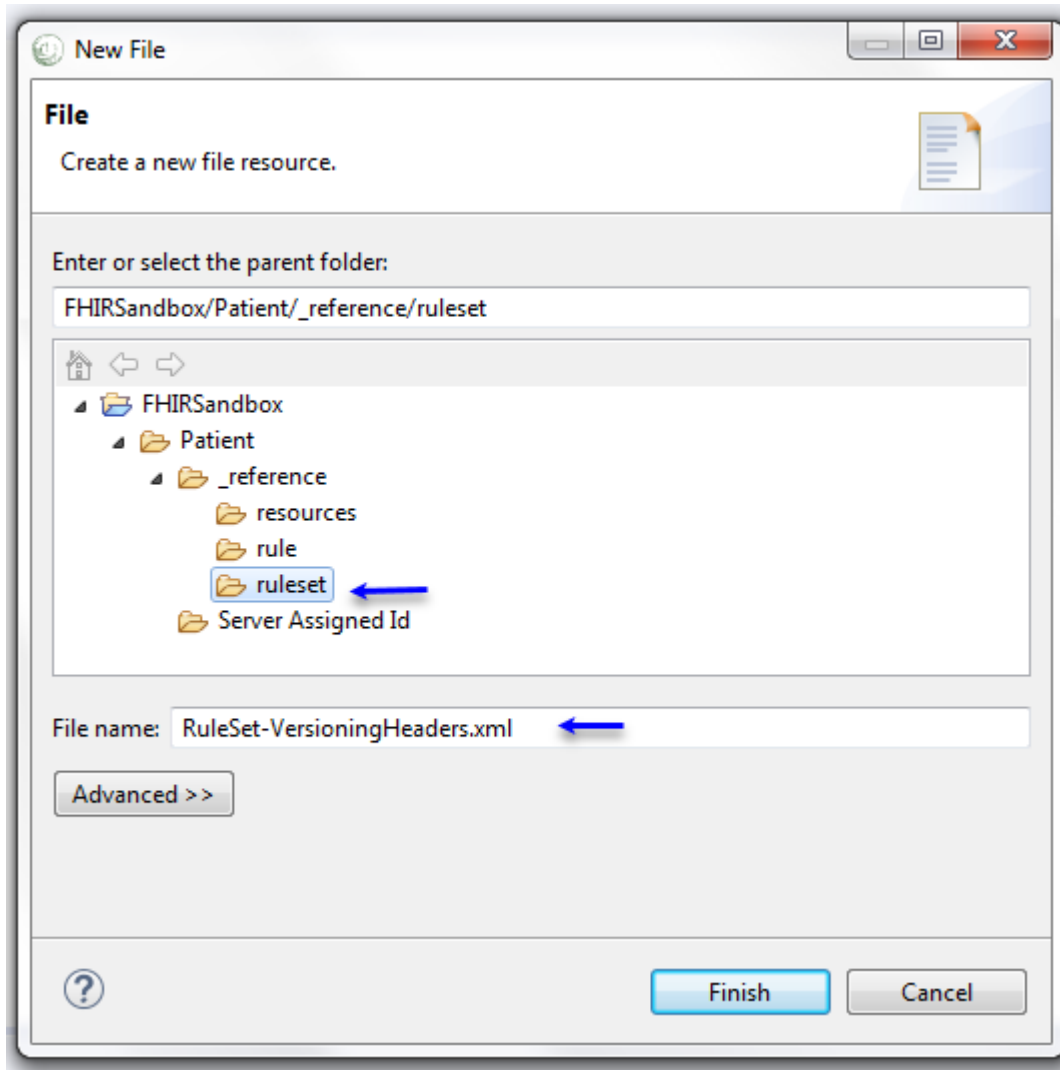 New File
File
Create a new file resource.
Enter or select the parent folder:
FHIRSandbox/Patient/_reference/ruleset
FHIRSandbox
Patient
_reference
resources
rule
ruleset
Server Assigned Id
File name: RuleSet-VersioningHeaders.xml
Advanced >>
?
Finish Cancel